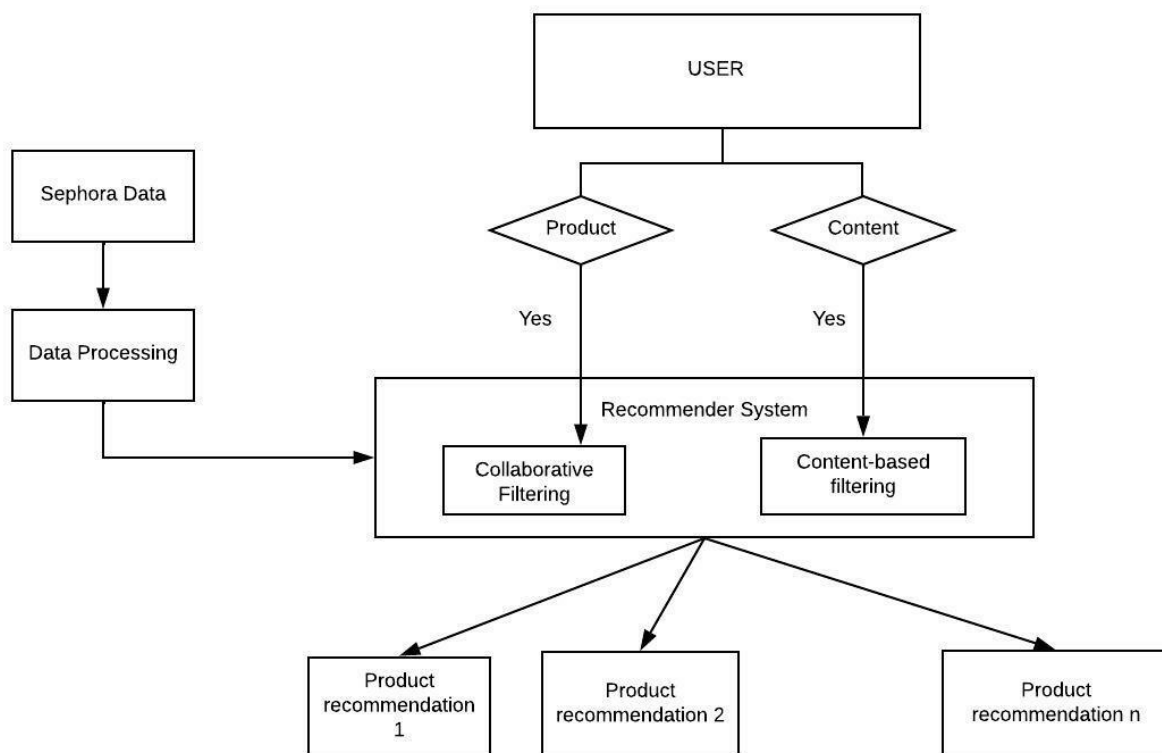 USER
Sephora Data
Product
Content
Yes
Yes
Data Processing
Recommender System
Collaborative
Filtering
Content-based
filtering
Product
recommendation
1
Product
recommendation 2
Product
recommendation n